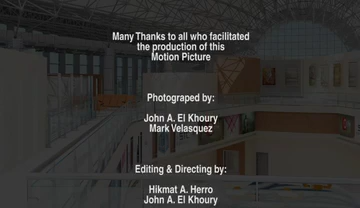 Many Thanks to all who facilitated
the production of this
Motion Picture
Photograped by:
John A. El Khoury
Mark Velasquez
Editing & Directing by:
Hikmat A. Herro
John A. El Khoury